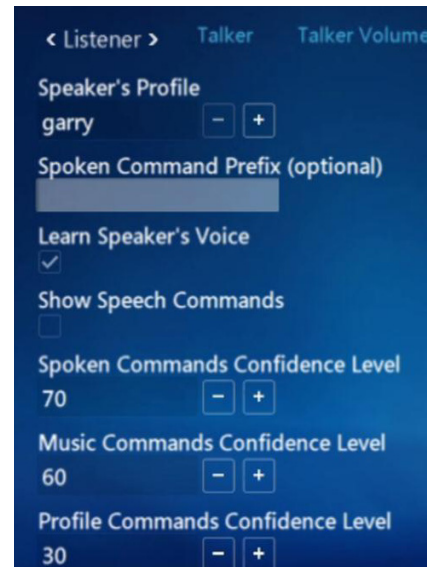 < Listener > Talker Talker Volume
Speaker's Profile
garry - +
Spoken Command Prefix (optional)
Learn Speaker's Voice
Show Speech Commands
Spoken Commands Confidence Level
70 - +
Music Commands Confidence Level
60 - +
Profile Commands Confidence Level
30 - +